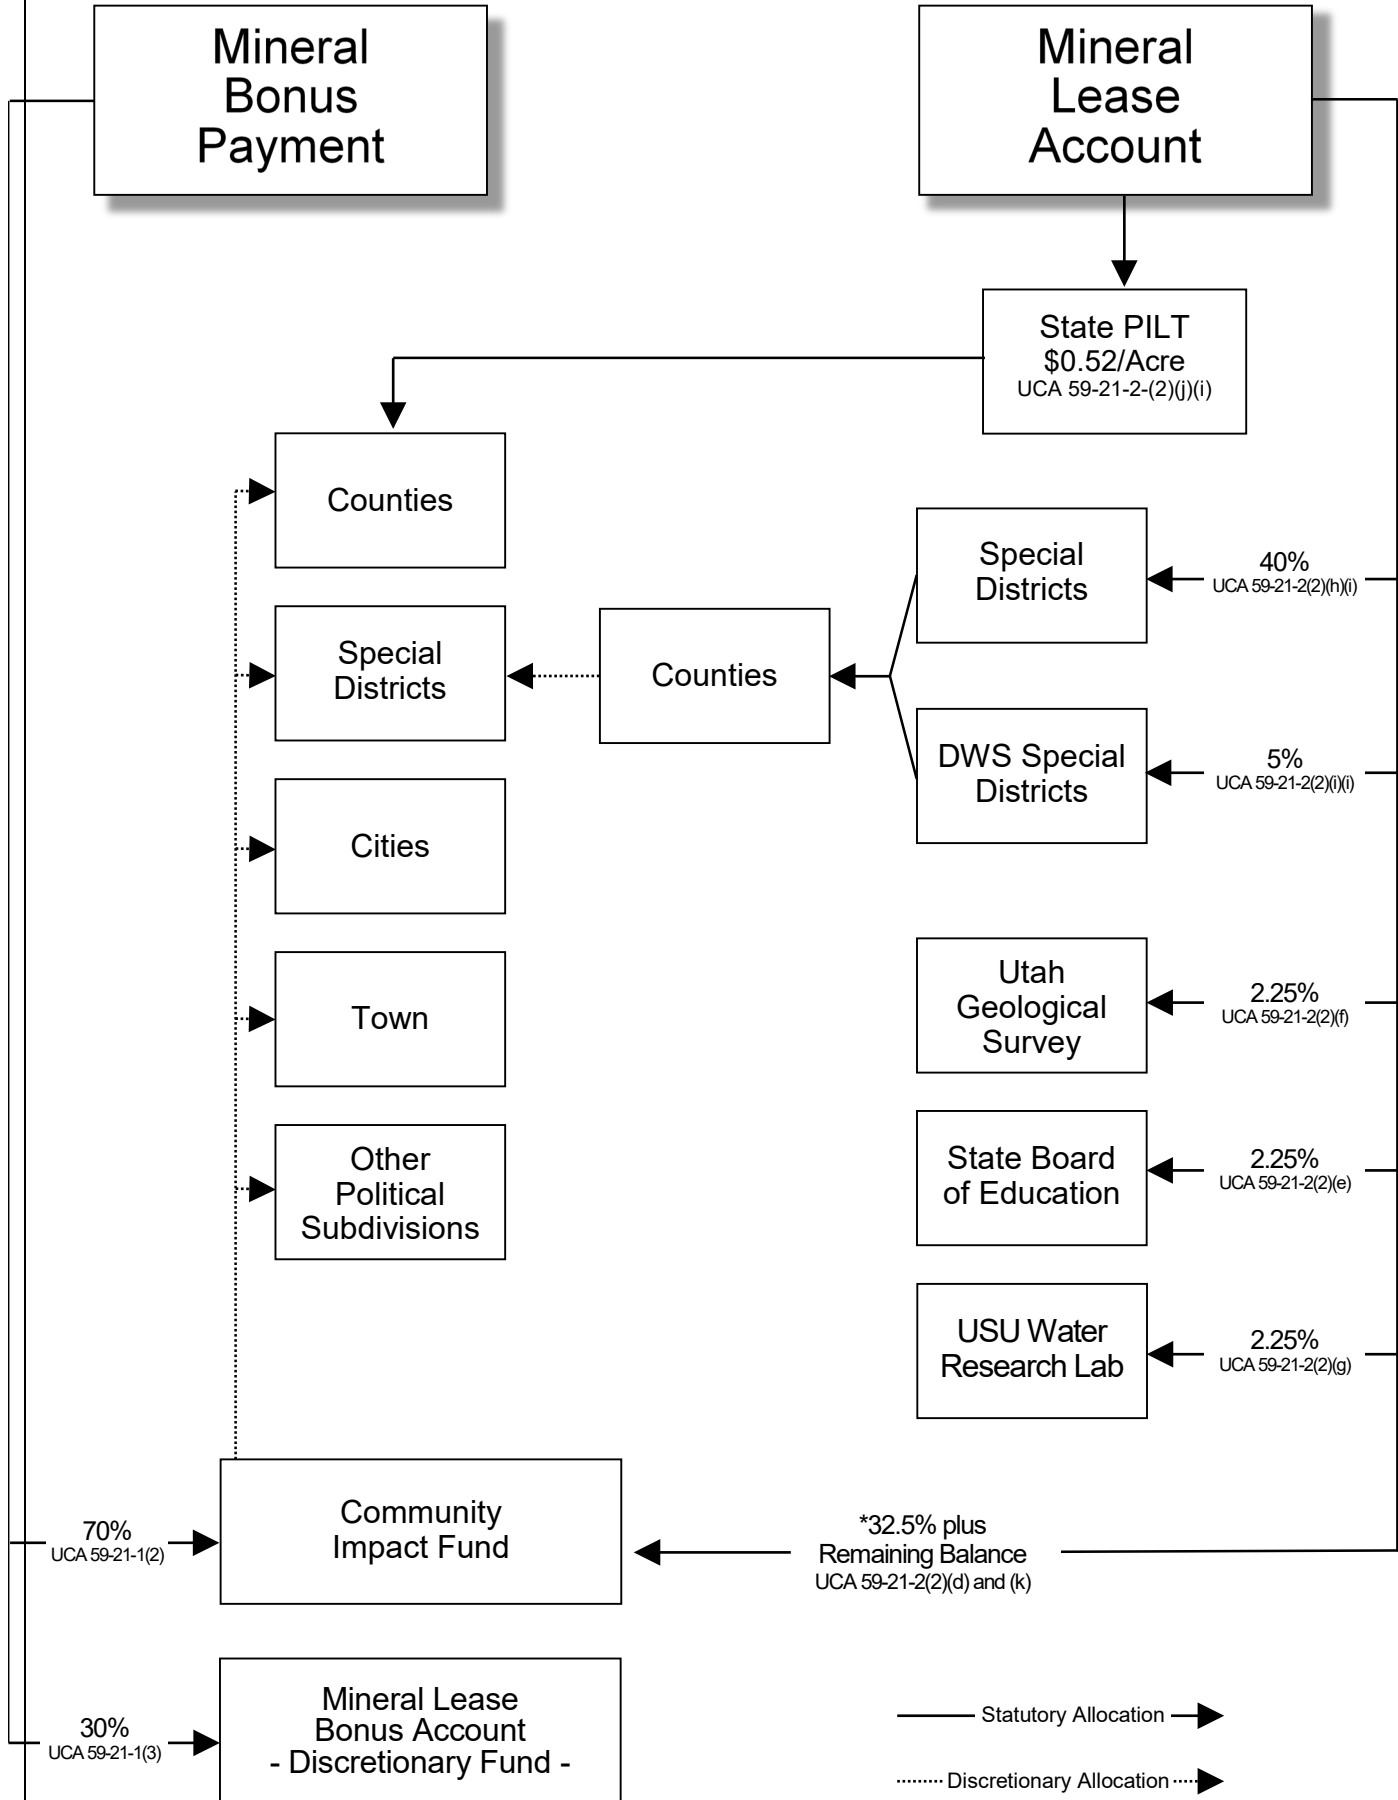 Mineral
Bonus
Payment
Mineral
Lease
Account
State PILT
$0.52/Acre
UCA 59-21-2-(2)(j)(i)
Counties
Special
Districts
40%
UCA 59-21-2(2)(h)(i)
Special
Districts
Counties
DWS Special
Districts
5%
UCA 59-21-2(2)(i)(i)
Cities
Utah
Geological
Survey
2.25%
UCA 59-21-2(2)(f)
Town
Other
Political
Subdivisions
State Board
of Education
2.25%
UCA 59-21-2(2)(e)
USU Water
Research Lab
2.25%
UCA 59-21-2(2)(g)
70%
UCA 59-21-1(2)
Community
Impact Fund
*32.5% plus
Remaining Balance
UCA 59-21-2(2)(d) and (k)
30%
UCA 59-21-1(3)
Mineral Lease
Bonus Account
- Discretionary Fund -
Statutory Allocation
Discretionary Allocation